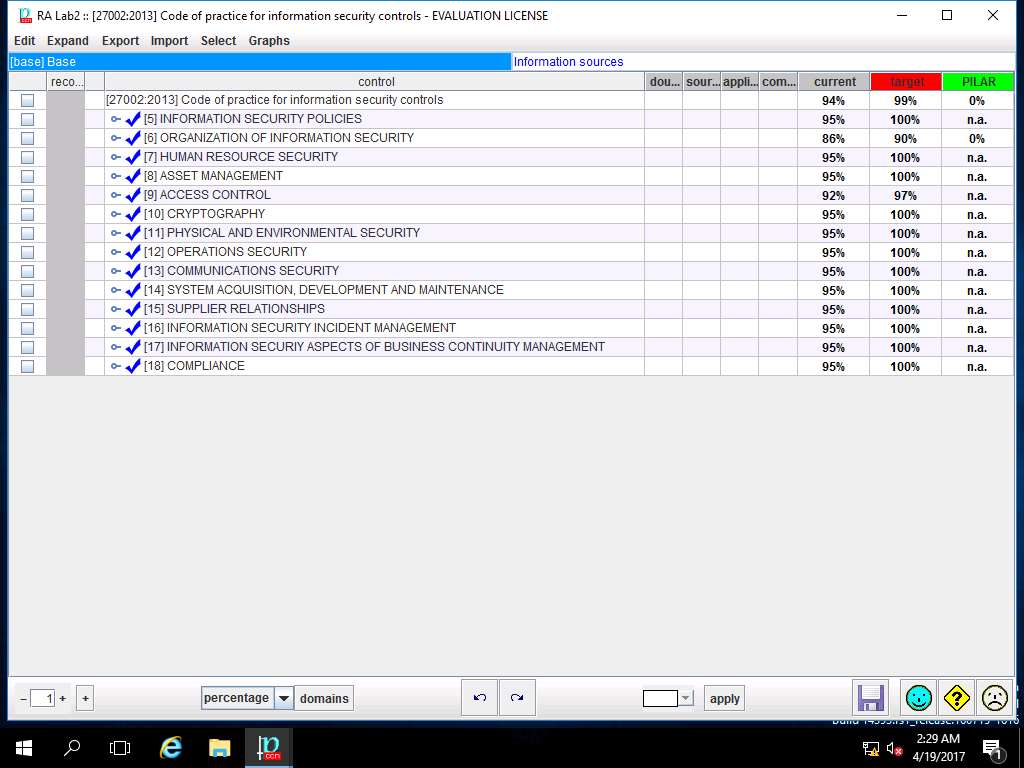 RA Lab2 :: [27002:2013] Code of practice for information security controls - EVALUATION LICENSE
Edit Expand Export Import Select Graphs
[base] Base Information sources
reco... control dou... sour... appli... com... current target PILAR
[27002:2013] Code of practice for information security controls 94% 99% 0%
[5] INFORMATION SECURITY POLICIES 95% 100% n.a.
[6] ORGANIZATION OF INFORMATION SECURITY 86% 90% 0%
[7] HUMAN RESOURCE SECURITY 95% 100% n.a.
[8] ASSET MANAGEMENT 95% 100% n.a.
[9] ACCESS CONTROL 92% 97% n.a.
[10] CRYPTOGRAPHY 95% 100% n.a.
[11] PHYSICAL AND ENVIRONMENTAL SECURITY 95% 100% n.a.
[12] OPERATIONS SECURITY 95% 100% n.a.
[13] COMMUNICATIONS SECURITY 95% 100% n.a.
[14] SYSTEM ACQUISITION, DEVELOPMENT AND MAINTENANCE 95% 100% n.a.
[15] SUPPLIER RELATIONSHIPS 95% 100% n.a.
[16] INFORMATION SECURITY INCIDENT MANAGEMENT 95% 100% n.a.
[17] INFORMATION SECURIY ASPECTS OF BUSINESS CONTINUITY MANAGEMENT 95% 100% n.a.
[18] COMPLIANCE 95% 100% n.a.
- 1 + + percentage domains apply
2:29 AM
4/19/2017
1